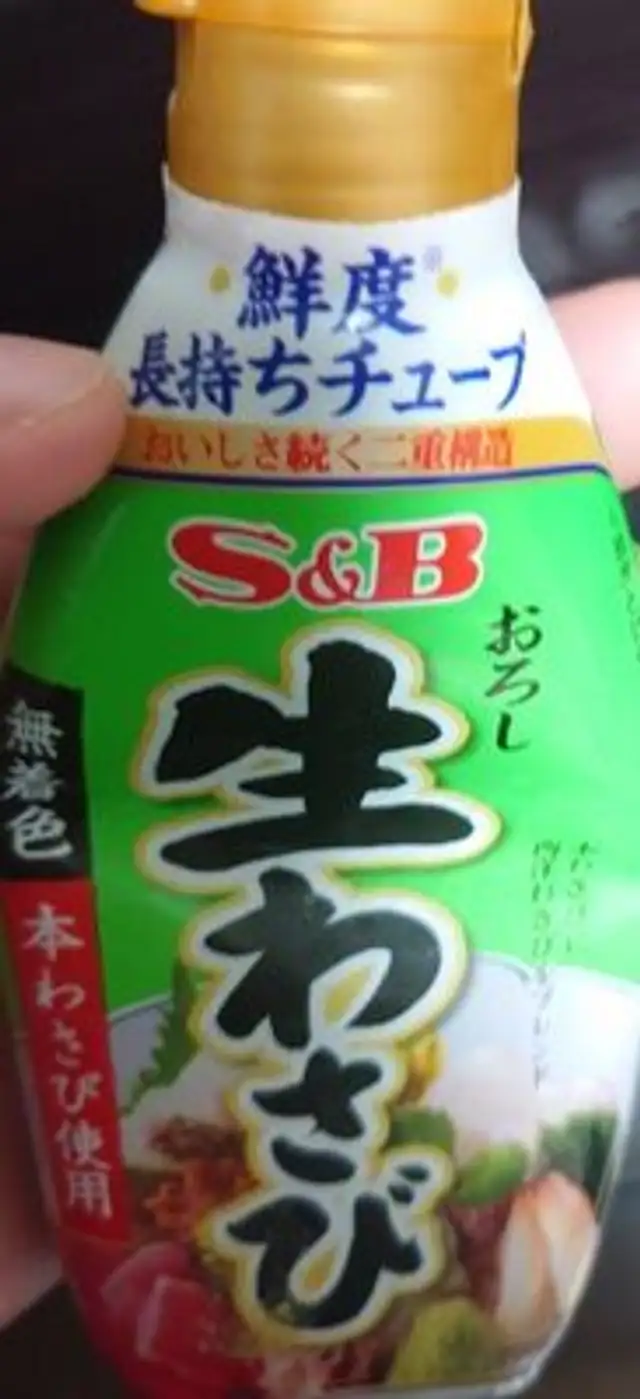 鮮度※
長持ちチューブ
おいしさ続く二重構造
S&B
おろし
生わさび
無着色
本わさび使用